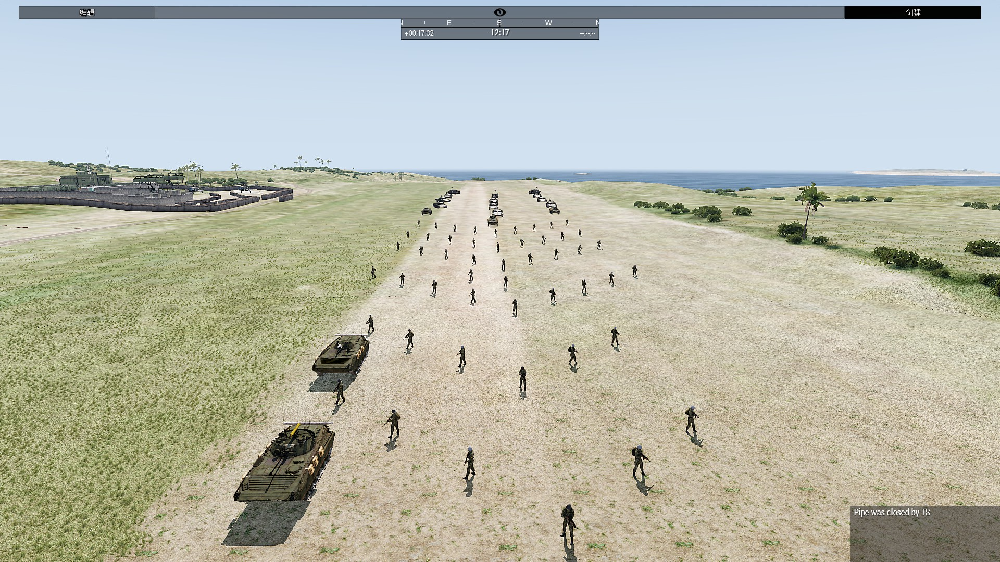 编辑
创建
N E S W N
+00:17:32 12:17 --:--:--
Pipe was closed by TS